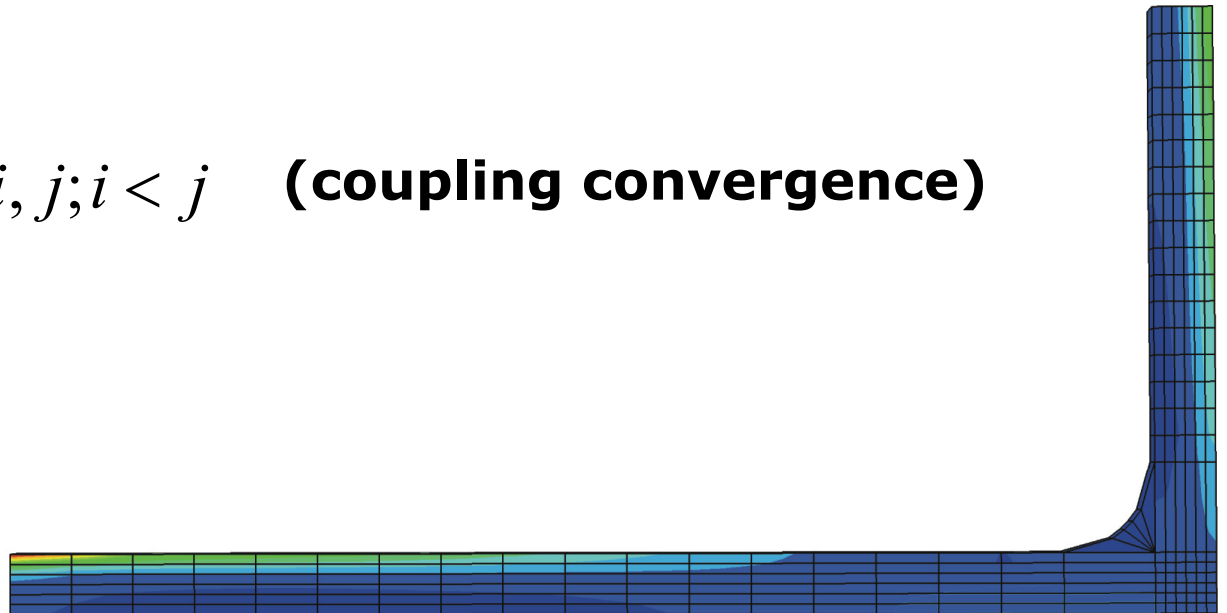 i, j; i < j (coupling convergence)